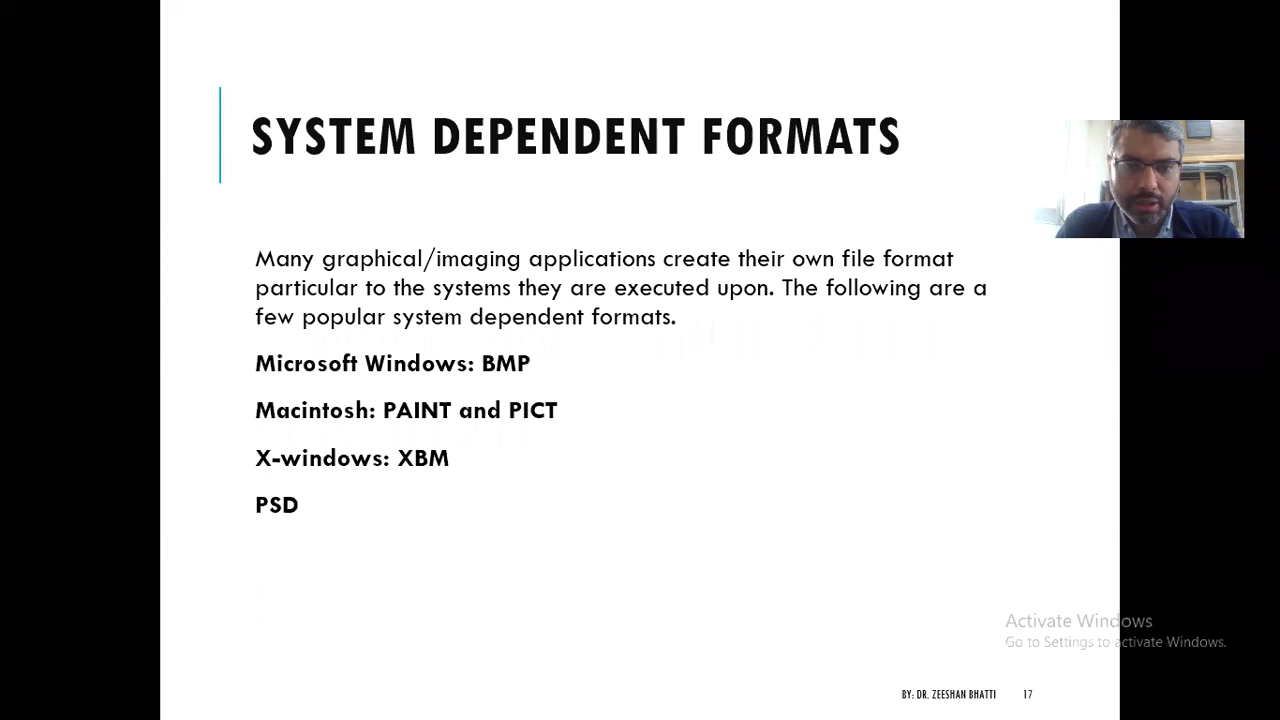 SYSTEM DEPENDENT FORMATS
Many graphical/imaging applications create their own file format
particular to the systems they are executed upon. The following are a
few popular system dependent formats.
Microsoft Windows: BMP
Macintosh: PAINT and PICT
X-windows: XBM
PSD
Activate Windows
Go to Settings to activate Windows.
BY: DR. ZEESHAN BHATTI 17